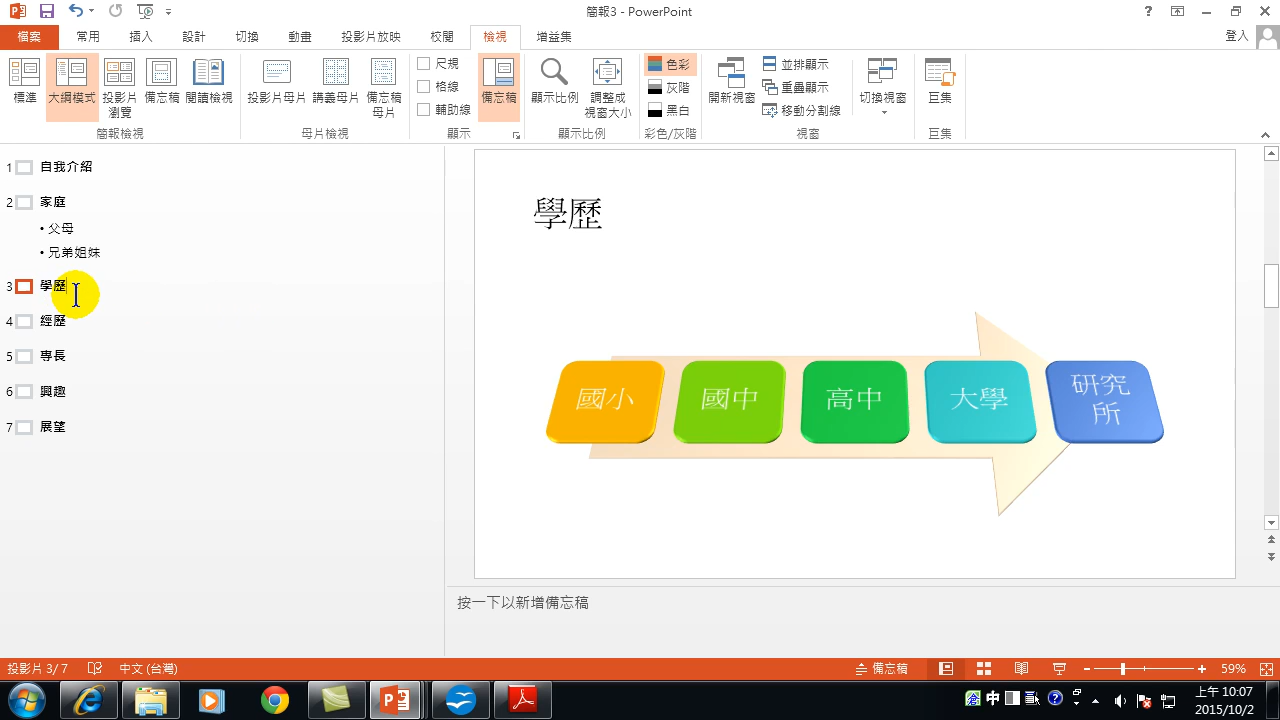 簡報3 - PowerPoint
檔案 常用 插入 設計 切換 動畫 投影片放映 校閱 檢視 增益集 登入
標準 大綱模式 投影片瀏覽 備忘稿 閱讀檢視 投影片母片 講義母片 備忘稿母片 尺規 格線 輔助線 備忘稿 顯示比例 調整成視窗大小 色彩 灰階 黑白 開新視窗 並排顯示 重疊顯示 移動分割線 切換視窗 巨集
簡報檢視 母片檢視 顯示 顯示比例 彩色/灰階 視窗 巨集
1 自我介紹
2 家庭
• 父母
• 兄弟姐妹
3 學歷
4 經歷
5 專長
6 興趣
7 展望
學歷
國小 國中 高中 大學 研究所
按一下以新增備忘稿
投影片 3/7 中文 (台灣) 備忘稿 59%
中 上午 10:07
2015/10/2